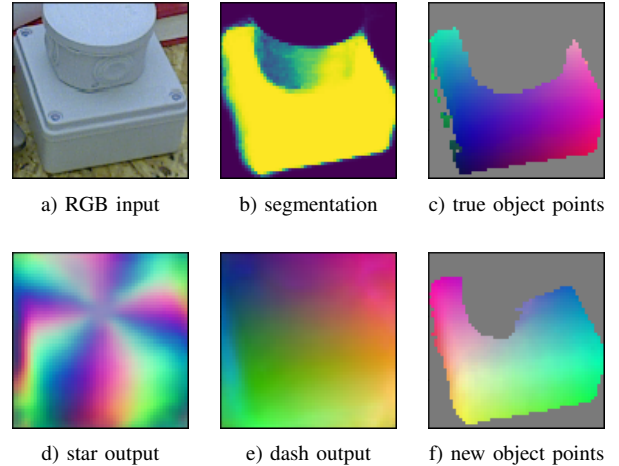 a) RGB input
b) segmentation
c) true object points
d) star output
e) dash output
f) new object points